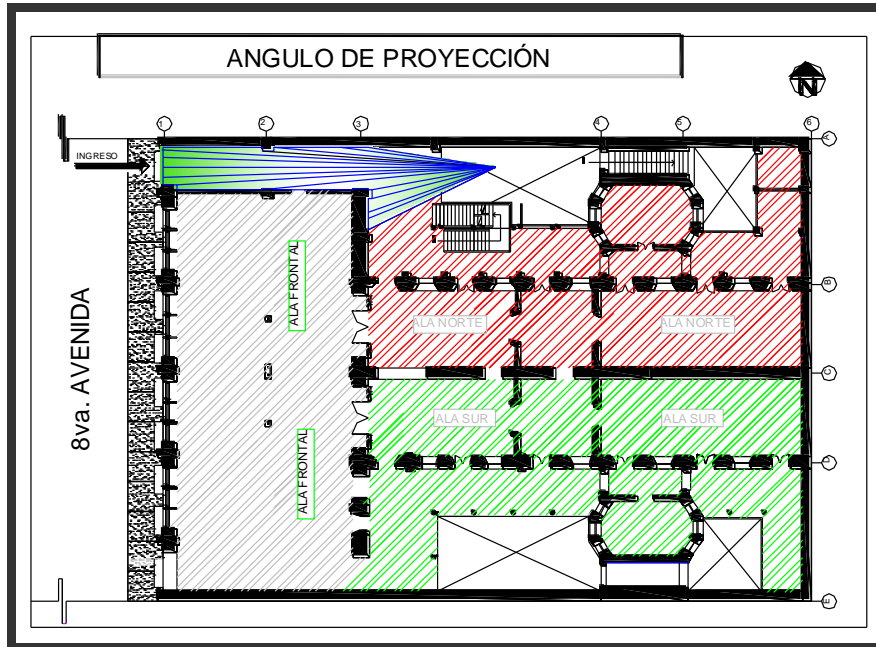 ANGULO DE PROYECCIÓN
N
1
2
3
4
5
6
A
INGRESO
ALA FRONTAL
B
8va. AVENIDA
ALA NORTE
ALA NORTE
C
ALA SUR
ALA SUR
ALA FRONTAL
D
E